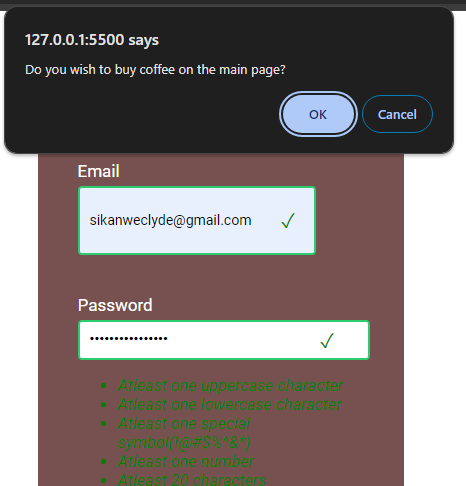 127.0.0.1:5500 says
Do you wish to buy coffee on the main page?
OK Cancel
Email
sikanweclyde@gmail.com ✓
Password
•••••••••••••••• ✓
• Atleast one uppercase character
• Atleast one lowercase character
• Atleast one special
symbol(!@#$%^&*)
• Atleast one number
• Atleast 20 characters